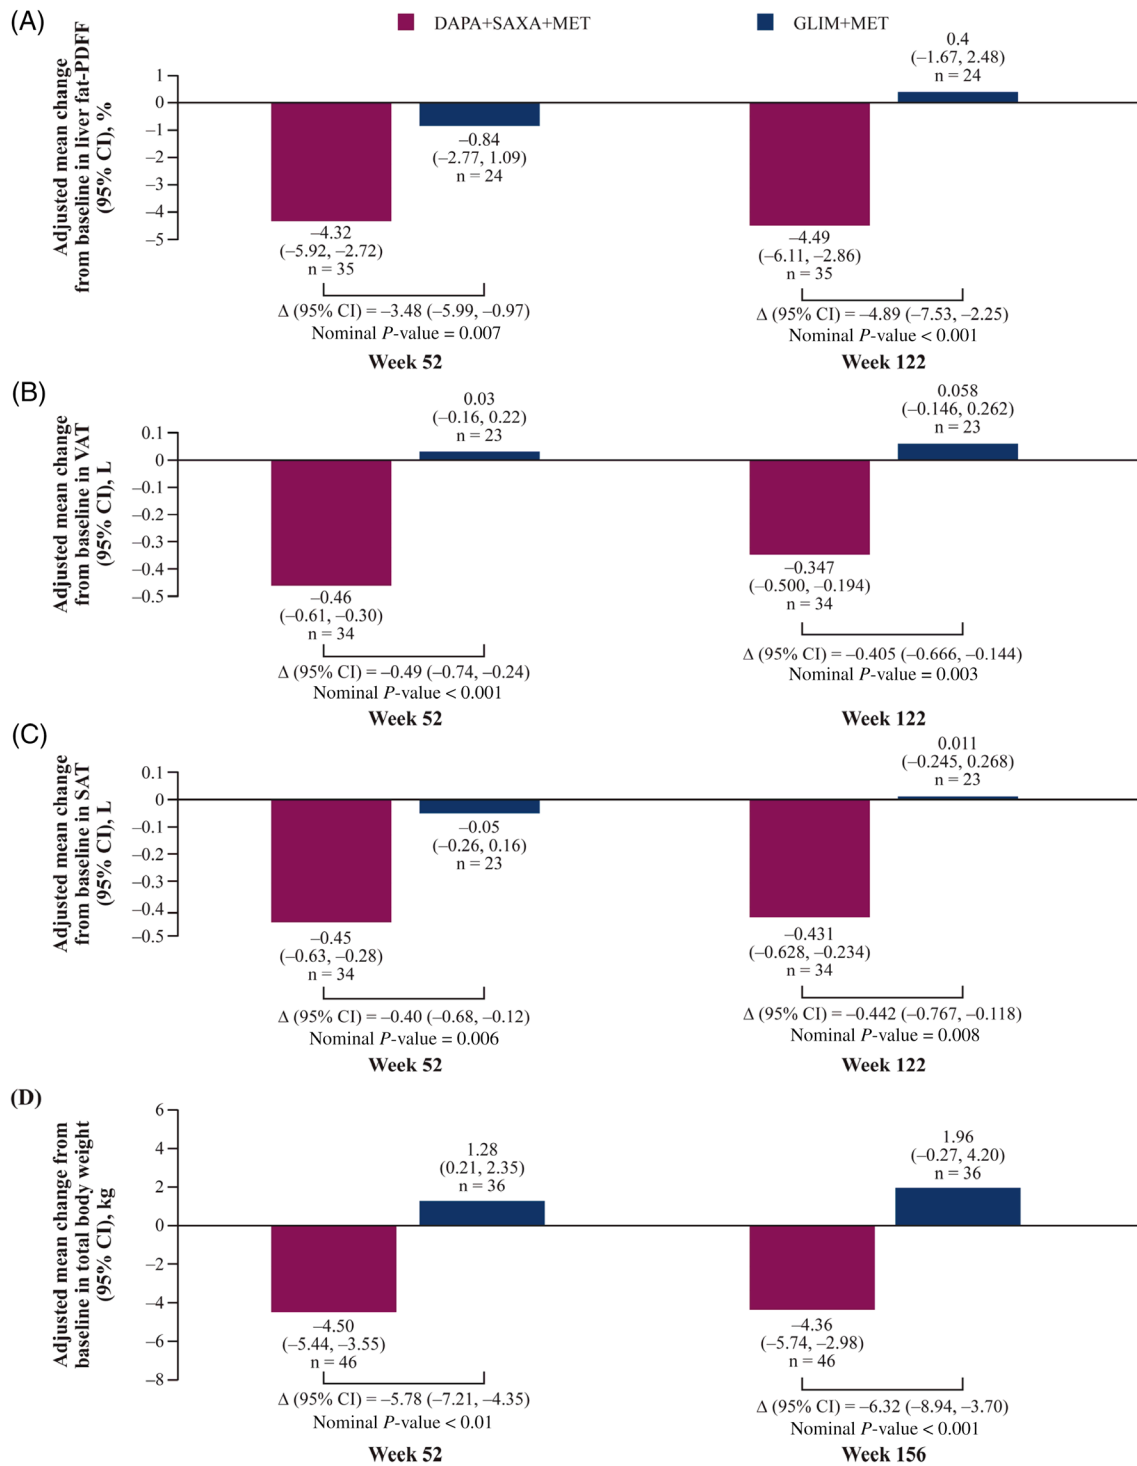 (A)
DAPA+SAXA+MET
GLIM+MET
Adjusted mean change
from baseline in liver fat-PDFF
(95% CI), %
1
0
–1
–2
–3
–4
–5
–4.32
(–5.92, –2.72)
n = 35
–0.84
(–2.77, 1.09)
n = 24
Δ (95% CI) = –3.48 (–5.99, –0.97)
Nominal P-value = 0.007
Week 52
0.4
(–1.67, 2.48)
n = 24
–4.49
(–6.11, –2.86)
n = 35
Δ (95% CI) = –4.89 (–7.53, –2.25)
Nominal P-value < 0.001
Week 122
(B)
Adjusted mean change
from baseline in VAT
(95% CI), L
0.1
0
–0.1
–0.2
–0.3
–0.4
–0.5
0.03
(–0.16, 0.22)
n = 23
–0.46
(–0.61, –0.30)
n = 34
Δ (95% CI) = –0.49 (–0.74, –0.24)
Nominal P-value < 0.001
Week 52
0.058
(–0.146, 0.262)
n = 23
–0.347
(–0.500, –0.194)
n = 34
Δ (95% CI) = –0.405 (–0.666, –0.144)
Nominal P-value = 0.003
Week 122
(C)
Adjusted mean change
from baseline in SAT
(95% CI), L
0.1
0
–0.1
–0.2
–0.3
–0.4
–0.5
–0.45
(–0.63, –0.28)
n = 34
–0.05
(–0.26, 0.16)
n = 23
Δ (95% CI) = –0.40 (–0.68, –0.12)
Nominal P-value = 0.006
Week 52
0.011
(–0.245, 0.268)
n = 23
–0.431
(–0.628, –0.234)
n = 34
Δ (95% CI) = –0.442 (–0.767, –0.118)
Nominal P-value = 0.008
Week 122
(D)
Adjusted mean change from
baseline in total body weight
(95% CI), kg
6
4
2
0
–2
–4
–6
–8
1.28
(0.21, 2.35)
n = 36
–4.50
(–5.44, –3.55)
n = 46
Δ (95% CI) = –5.78 (–7.21, –4.35)
Nominal P-value < 0.01
Week 52
1.96
(–0.27, 4.20)
n = 36
–4.36
(–5.74, –2.98)
n = 46
Δ (95% CI) = –6.32 (–8.94, –3.70)
Nominal P-value < 0.001
Week 156